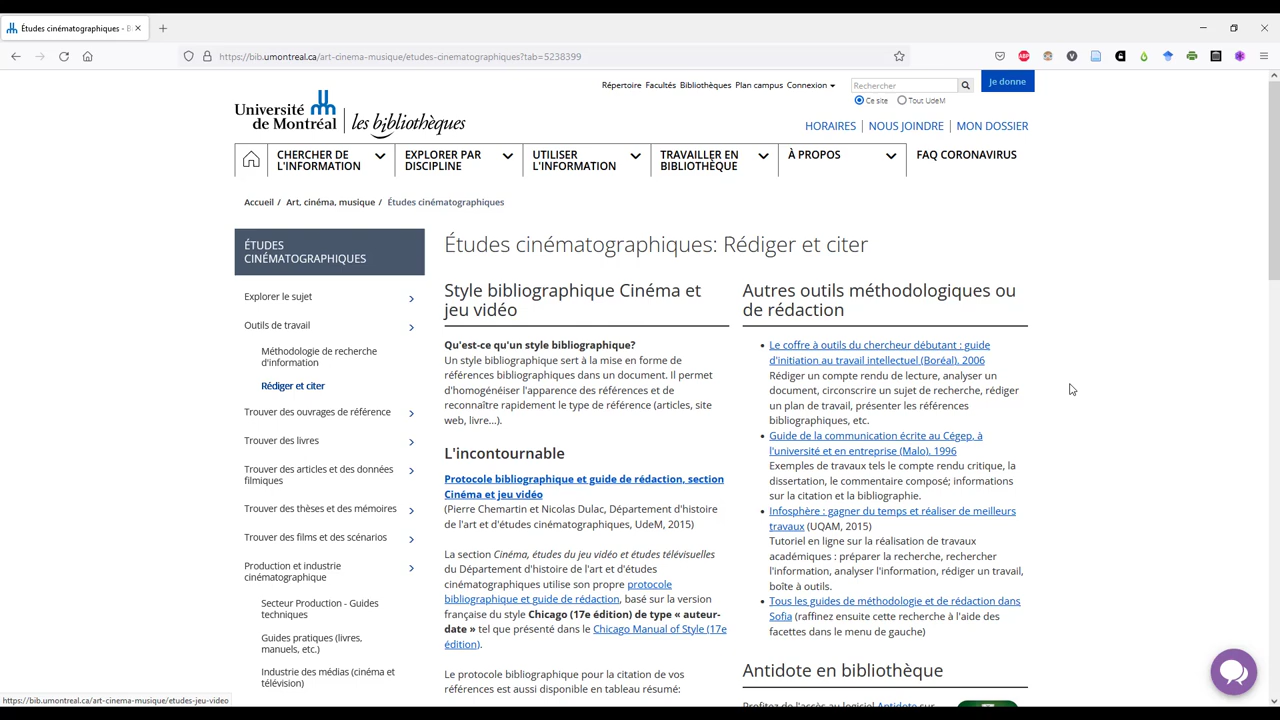 Études cinématographiques - B
https://bib.umontreal.ca/art-cinema-musique/etudes-cinematographiques?tab=5238399
Répertoire Facultés Bibliothèques Plan campus Connexion
Rechercher
Je donne
Ce site Tout UdeM
Université
de Montréal
les bibliothèques
HORAIRES NOUS JOINDRE MON DOSSIER
CHERCHER DE
L'INFORMATION
EXPLORER PAR
DISCIPLINE
UTILISER
L'INFORMATION
TRAVAILLER EN
BIBLIOTHÈQUE
À PROPOS
FAQ CORONAVIRUS
Accueil / Art, cinéma, musique / Études cinématographiques
ÉTUDES
CINÉMATOGRAPHIQUES
Explorer le sujet
Outils de travail
Méthodologie de recherche
d'information
Rédiger et citer
Trouver des ouvrages de référence
Trouver des livres
Trouver des articles et des données
filmiques
Trouver des thèses et des mémoires
Trouver des films et des scénarios
Production et industrie
cinématographique
Secteur Production - Guides
techniques
Guides pratiques (livres,
manuels, etc.)
Industrie des médias (cinéma et
télévision)
Études cinématographiques: Rédiger et citer
Style bibliographique Cinéma et
jeu vidéo
Qu'est-ce qu'un style bibliographique?
Un style bibliographique sert à la mise en forme de
références bibliographiques dans un document. Il permet
d'homogénéiser l'apparence des références et de
reconnaître rapidement le type de référence (articles, site
web, livre...).
L'incontournable
Protocole bibliographique et guide de rédaction, section
Cinéma et jeu vidéo
(Pierre Chemartin et Nicolas Dulac, Département d'histoire
de l'art et d'études cinématographiques, UdeM, 2015)
La section Cinéma, études du jeu vidéo et études télévisuelles
du Département d'histoire de l'art et d'études
cinématographiques utilise son propre protocole
bibliographique et guide de rédaction, basé sur la version
française du style Chicago (17e édition) de type « auteur-
date » tel que présenté dans le Chicago Manual of Style (17e
édition).
Le protocole bibliographique pour la citation de vos
références est aussi disponible en tableau résumé:
Autres outils méthodologiques ou
de rédaction
• Le coffre à outils du chercheur débutant : guide
d'initiation au travail intellectuel (Boréal). 2006
Rédiger un compte rendu de lecture, analyser un
document, circonscrire un sujet de recherche, rédiger
un plan de travail, présenter les références
bibliographiques, etc.
• Guide de la communication écrite au Cégep, à
l'université et en entreprise (Malo). 1996
Exemples de travaux tels le compte rendu critique, la
dissertation, le commentaire composé; informations
sur la citation et la bibliographie.
• Infosphère : gagner du temps et réaliser de meilleurs
travaux (UQAM, 2015)
Tutoriel en ligne sur la réalisation de travaux
académiques : préparer la recherche, rechercher
l'information, analyser l'information, rédiger un travail,
boîte à outils.
• Tous les guides de méthodologie et de rédaction dans
Sofia (raffinez ensuite cette recherche à l'aide des
facettes dans le menu de gauche)
Antidote en bibliothèque
Profitez de l'accès au logiciel Antidote sur
https://bib.umontreal.ca/art-cinema-musique/etudes-jeu-video